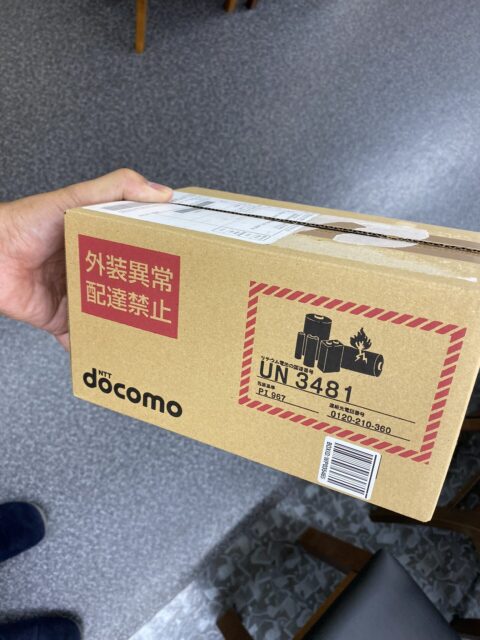 外装異常
配達禁止
NTT
döcomo
リチウム電池の国連番号
UN 3481
包装基準
PI 967
連絡先電話番号
0120-210-360